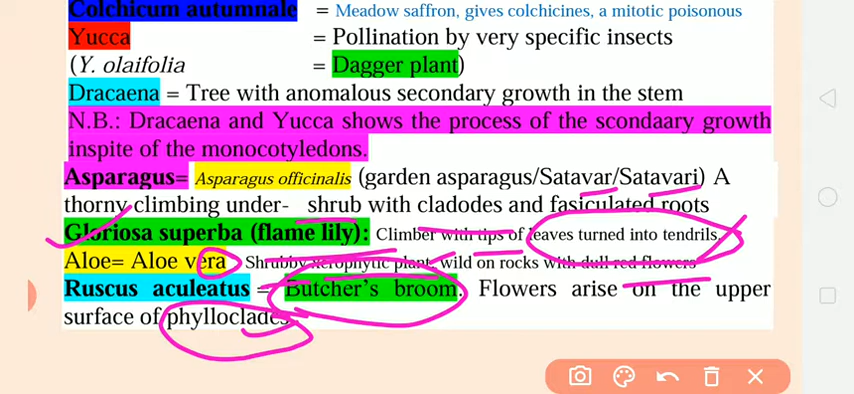 Colchicum autumnale = Meadow saffron, gives colchicines, a mitotic poisonous
Yucca = Pollination by very specific insects
(Y. olaifolia = Dagger plant)
Dracaena = Tree with anomalous secondary growth in the stem
N.B.: Dracaena and Yucca shows the process of the scondaary growth
inspite of the monocotyledons.
Asparagus= Asparagus officinalis (garden asparagus/Satavar/Satavari) A
thorny climbing under- shrub with cladodes and fasiculated roots
Gloriosa superba (flame lily): Climber with tips of leaves turned into tendrils.
Aloe= Aloe vera Shrubby xerophytic plant, wild on rocks with dull red flowers
Ruscus aculeatus = Butcher's broom. Flowers arise on the upper
surface of phylloclades.